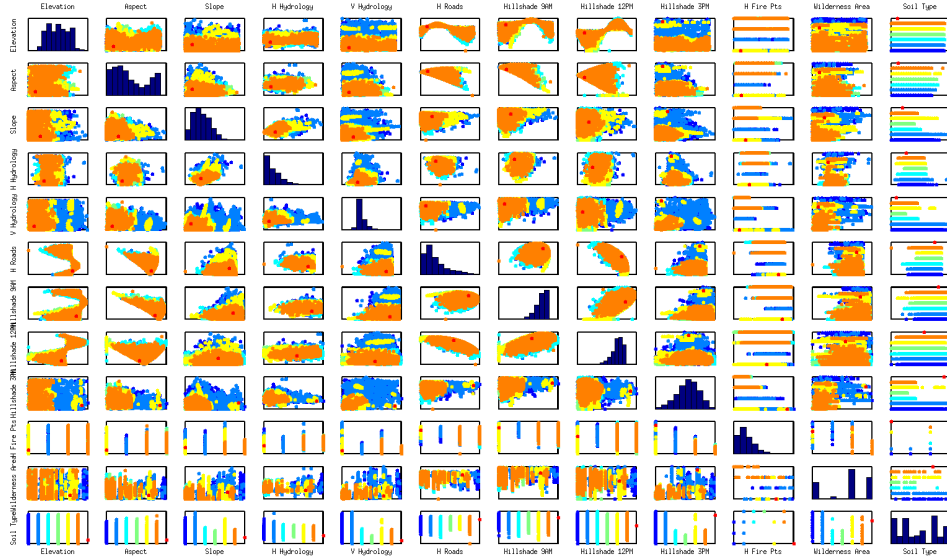 Elevation Aspect Slope H Hydrology V Hydrology H Roads Hillshade 9AM Hillshade 12PM Hillshade 3PM H Fire Pts Wilderness Area Soil Type
Elevation
Aspect
Slope
H Hydrology
V Hydrology
H Roads
Hillshade 9AM
Hillshade 12PM
Hillshade 3PM
H Fire Pts
Wilderness Area
Soil Type
Elevation Aspect Slope H Hydrology V Hydrology H Roads Hillshade 9AM Hillshade 12PM Hillshade 3PM H Fire Pts Wilderness Area Soil Type